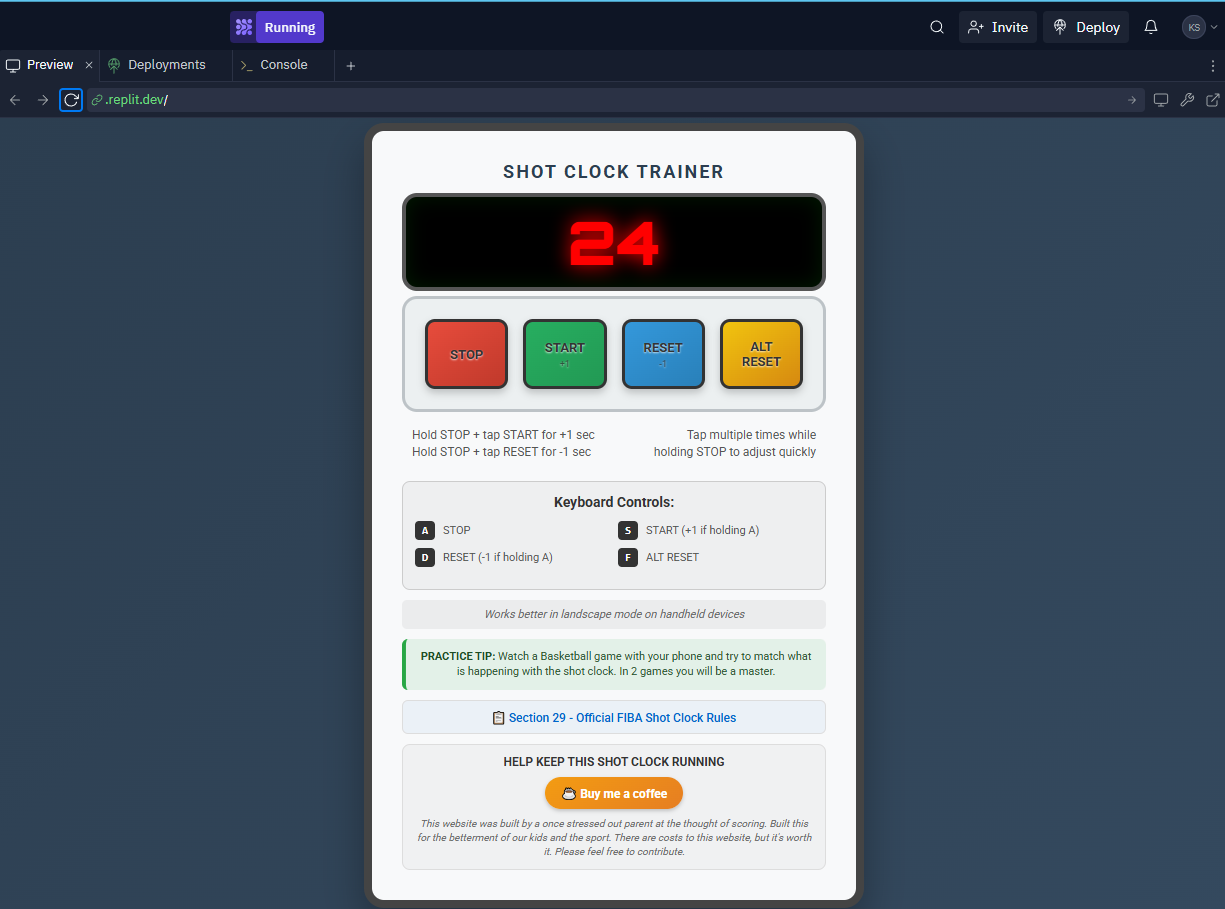 Running
Invite
Deploy
KS
Preview
Deployments
Console
.replit.dev/
SHOT CLOCK TRAINER
24
STOP
START
+1
RESET
-1
ALT
RESET
Hold STOP + tap START for +1 sec
Hold STOP + tap RESET for -1 sec
Tap multiple times while
holding STOP to adjust quickly
Keyboard Controls:
A STOP
S START (+1 if holding A)
D RESET (-1 if holding A)
F ALT RESET
Works better in landscape mode on handheld devices
PRACTICE TIP: Watch a Basketball game with your phone and try to match what
is happening with the shot clock. In 2 games you will be a master.
Section 29 - Official FIBA Shot Clock Rules
HELP KEEP THIS SHOT CLOCK RUNNING
Buy me a coffee
This website was built by a once stressed out parent at the thought of scoring. Built this
for the betterment of our kids and the sport. There are costs to this website, but it's worth
it. Please feel free to contribute.